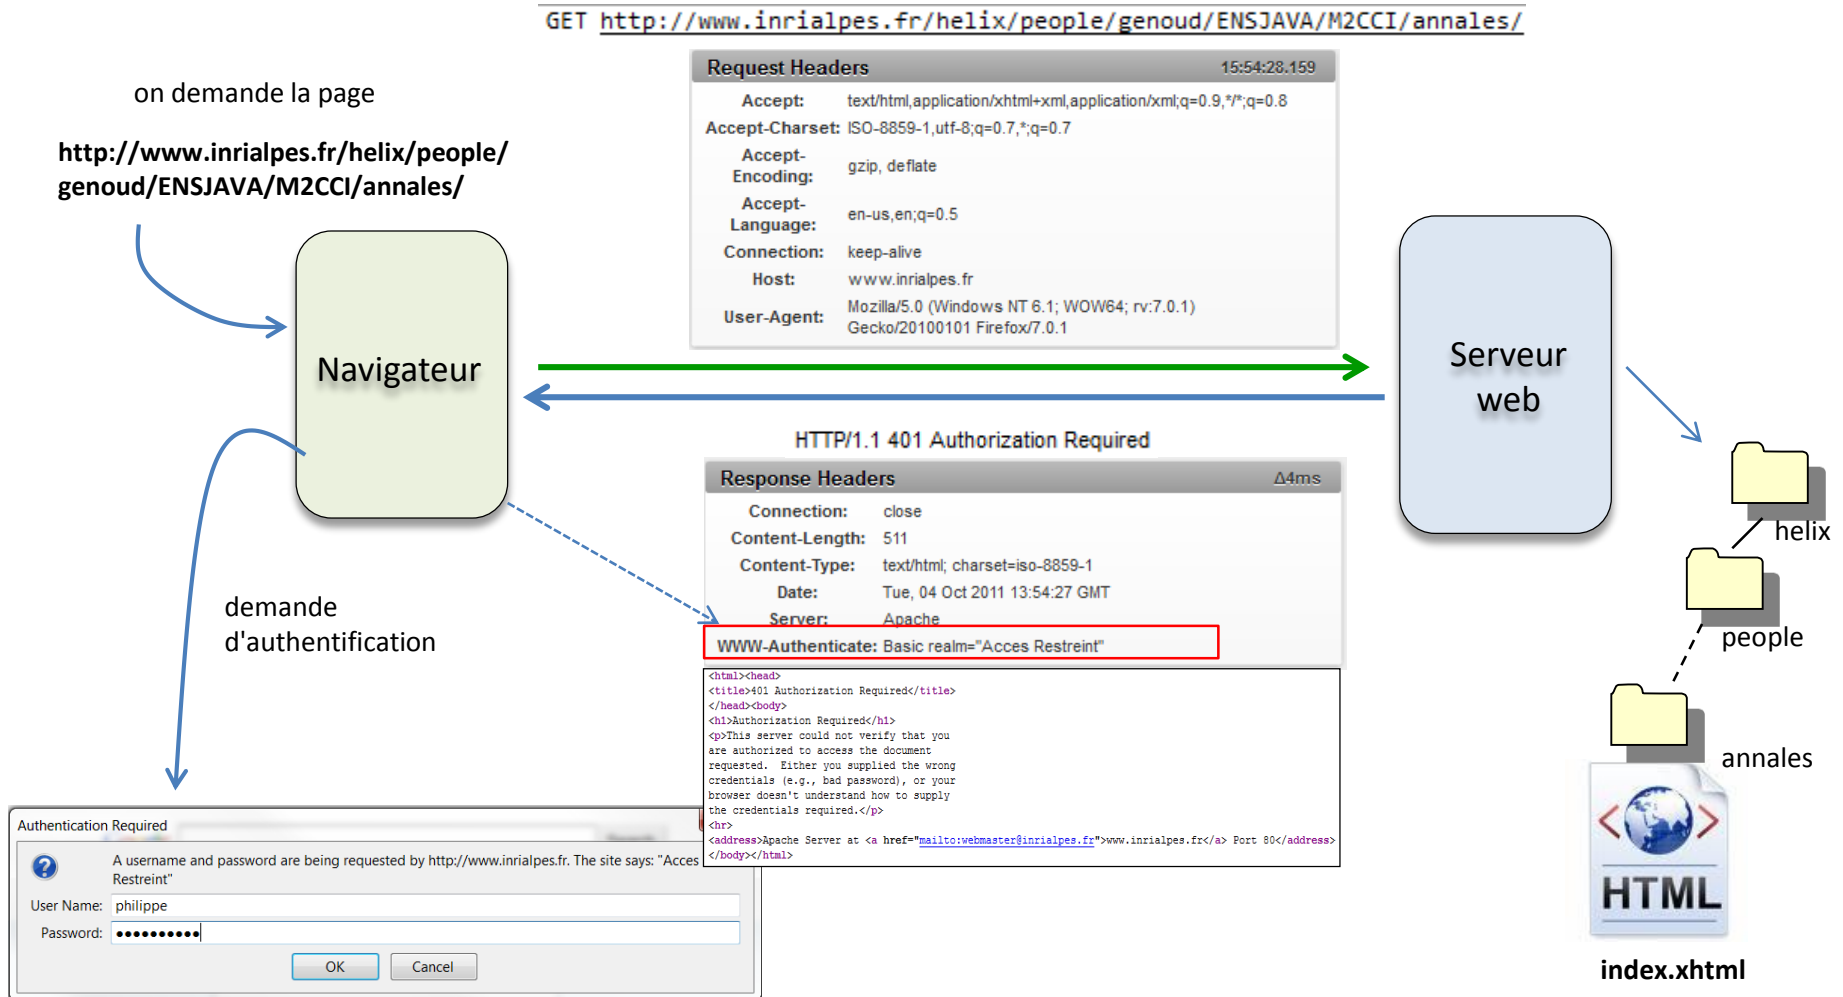 GET http://www.inrialpes.fr/helix/people/genoud/ENSJAVA/M2CCI/annales/
on demande la page
http://www.inrialpes.fr/helix/people/
genoud/ENSJAVA/M2CCI/annales/
Request Headers 15:54:28.159
Accept: text/html,application/xhtml+xml,application/xml;q=0.9,*/*;q=0.8
Accept-Charset: ISO-8859-1,utf-8;q=0.7,*;q=0.7
Accept-
Encoding: gzip, deflate
Accept-
Language: en-us,en;q=0.5
Connection: keep-alive
Host: www.inrialpes.fr
User-Agent: Mozilla/5.0 (Windows NT 6.1; WOW64; rv:7.0.1)
Gecko/20100101 Firefox/7.0.1
Navigateur
Serveur
web
HTTP/1.1 401 Authorization Required
Response Headers Δ4ms
Connection: close
Content-Length: 511
Content-Type: text/html; charset=iso-8859-1
Date: Tue, 04 Oct 2011 13:54:27 GMT
Server: Apache
WWW-Authenticate: Basic realm="Acces Restreint"
<html><head>
<title>401 Authorization Required</title>
</head><body>
<h1>Authorization Required</h1>
<p>This server could not verify that you
are authorized to access the document
requested.  Either you supplied the wrong
credentials (e.g., bad password), or your
browser doesn't understand how to supply
the credentials required.</p>
<hr>
<address>Apache Server at <a href="mailto:webmaster@inrialpes.fr">www.inrialpes.fr</a> Port 80</address>
</body></html>
helix
people
annales
HTML
index.xhtml
demande
d'authentification
Authentication Required
A username and password are being requested by http://www.inrialpes.fr. The site says: "Acces
Restreint"
User Name: philippe
Password: ••••••••••
OK Cancel